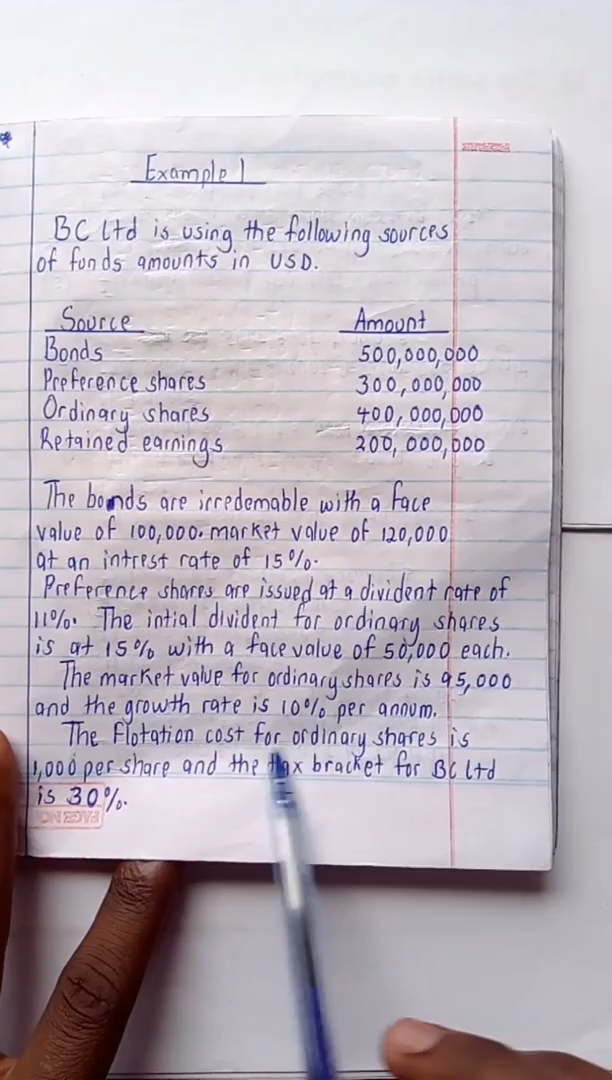 Example 1
BC Ltd is using the following sources
of funds amounts in USD.
Source Amount
Bonds 500,000,000
Preference shares 300,000,000
Ordinary shares 400,000,000
Retained earnings 200,000,000
The bonds are irredemable with a face
value of 100,000. market value of 120,000
at an intrest rate of 15%.
Preference shares are issued at a divident rate of
11%. The intial divident for ordinary shares
is at 15% with a face value of 50,000 each.
The market value for ordinary shares is 95,000
and the growth rate is 10% per annum.
The Flotation cost for ordinary shares is
1,000 per share and the tax bracket for BC Ltd
is 30%.
PAGE NO